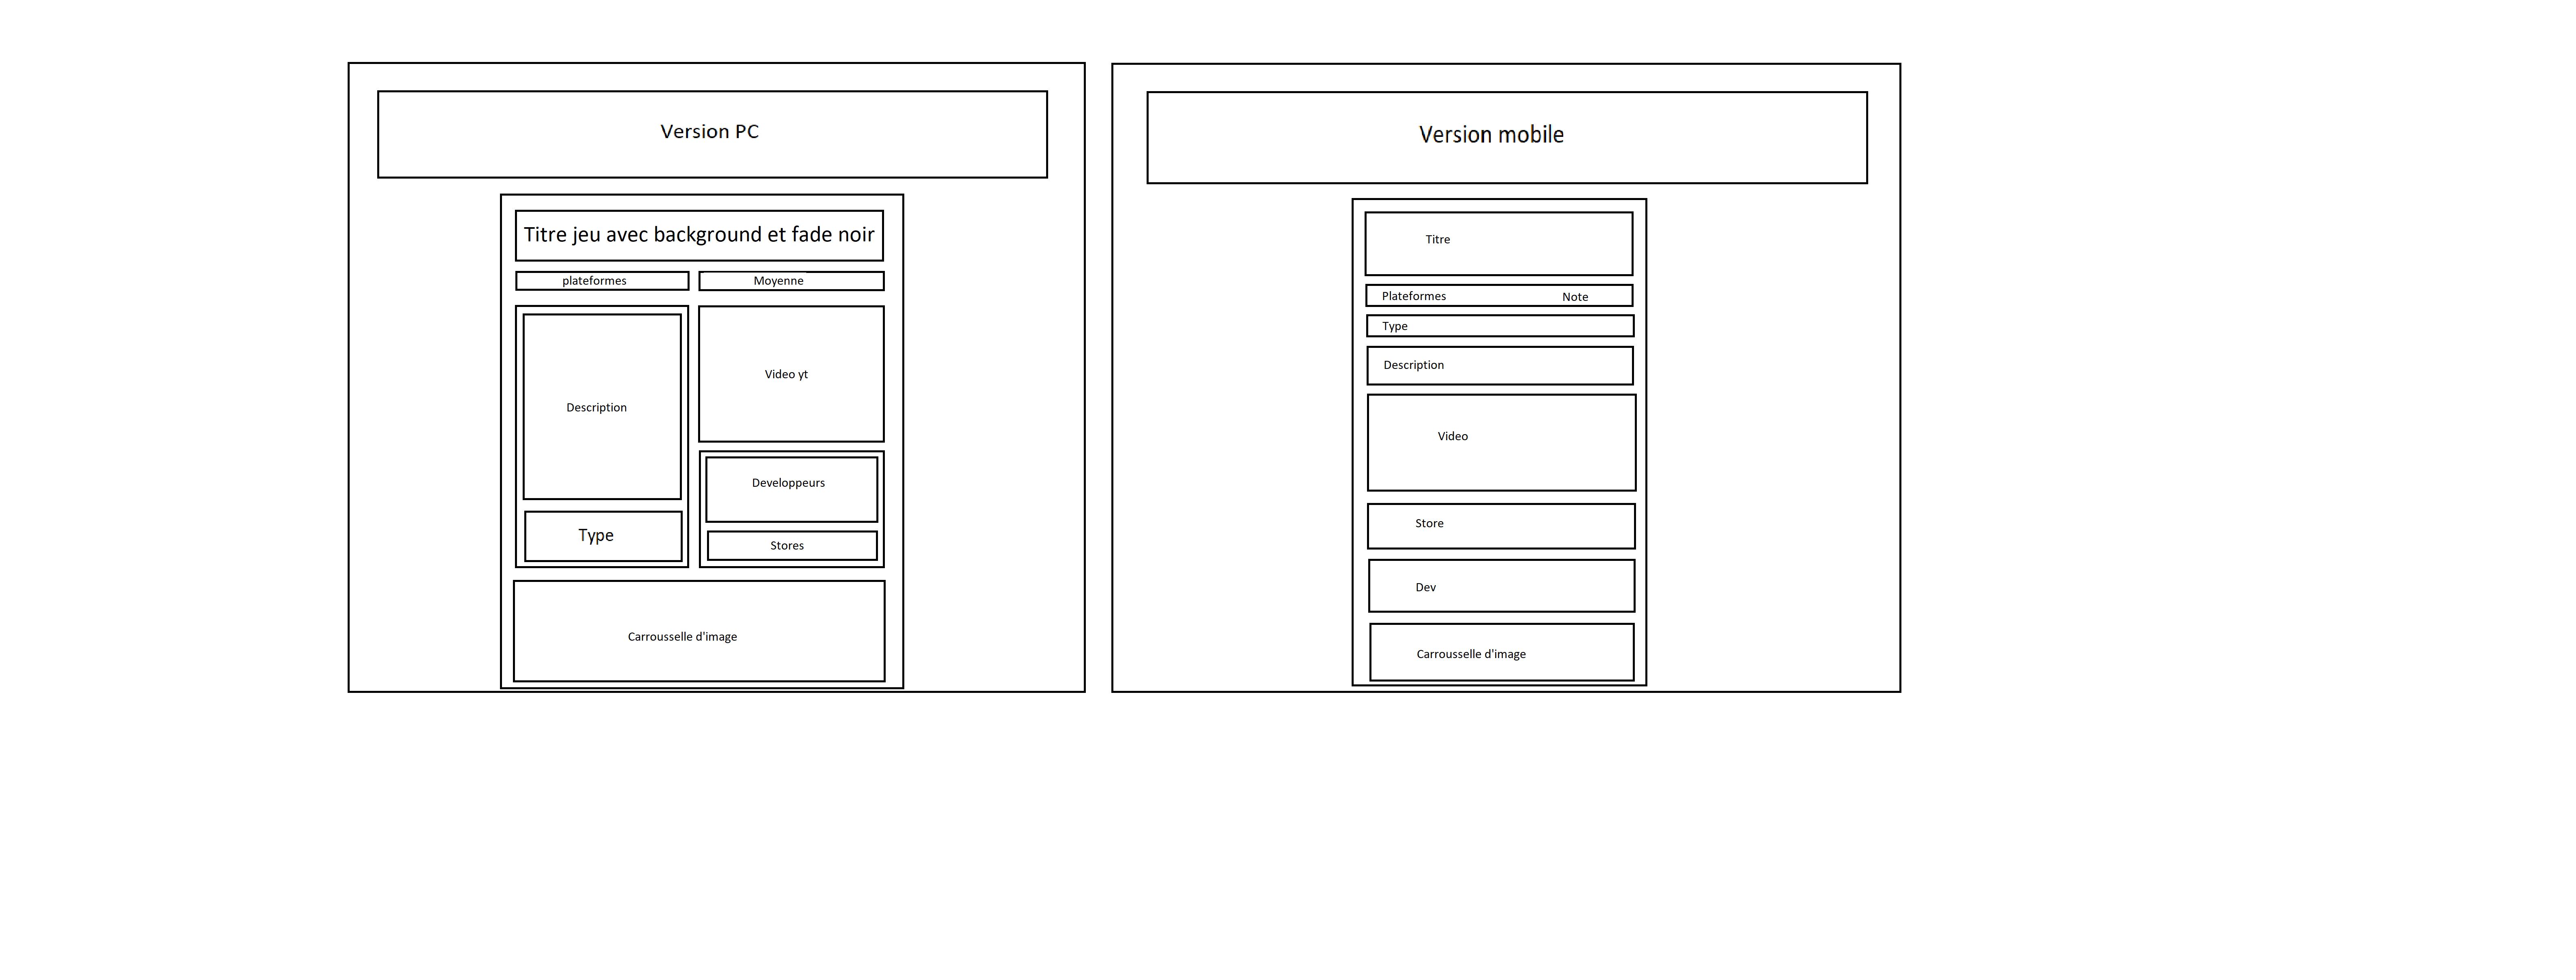 Version PC
Titre jeu avec background et fade noir
plateformes
Moyenne
Description
Video yt
Type
Developpeurs
Stores
Carrousselle d'image
Version mobile
Titre
Plateformes Note
Type
Description
Video
Store
Dev
Carrousselle d'image